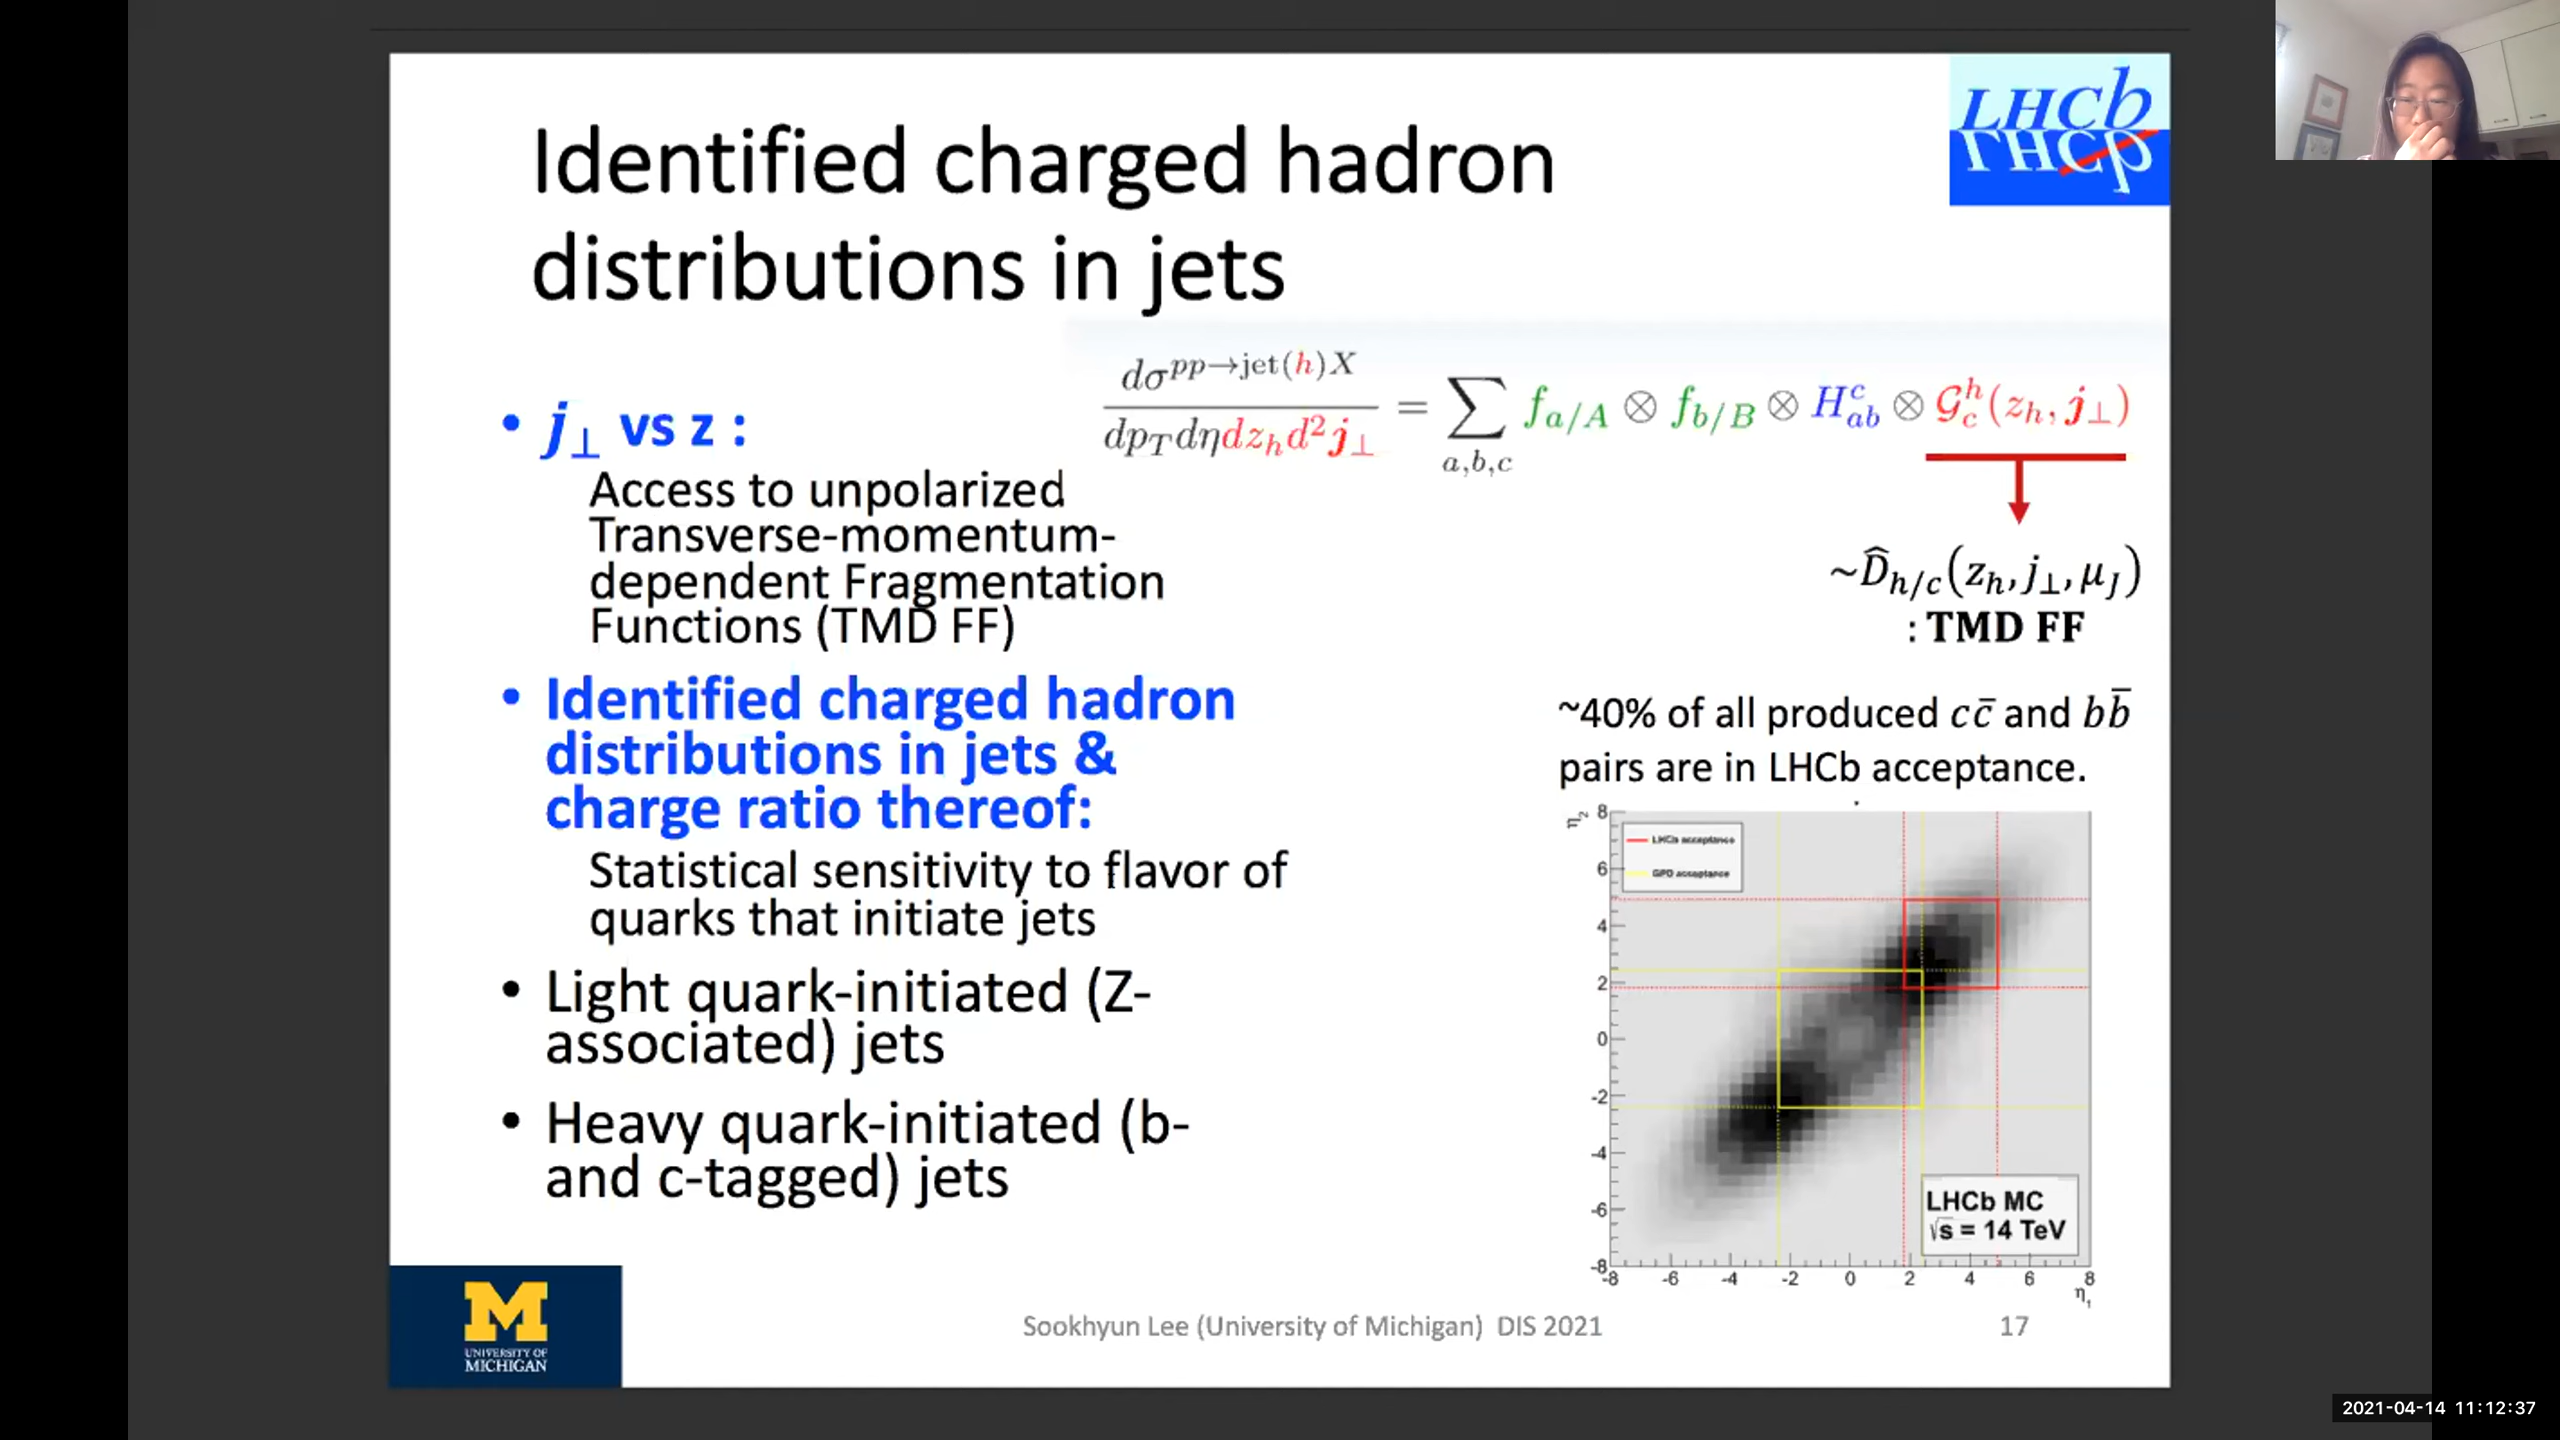 LHCb
LHCb
Identified charged hadron
distributions in jets
dσ^{pp→jet(h)X}
dp_T dη dz_h d²j_⊥
= ∑ f_{a/A} ⊗ f_{b/B} ⊗ H^c_{ab} ⊗ 𝒢^h_c(z_h, j_⊥)
a,b,c
• j_⊥ vs z :
Access to unpolarized
Transverse-momentum-
dependent Fragmentation
Functions (TMD FF)
~D̂_{h/c}(z_h, j_⊥, μ_J)
: TMD FF
• Identified charged hadron
distributions in jets &
charge ratio thereof:
Statistical sensitivity to flavor of
quarks that initiate jets
• Light quark-initiated (Z-
associated) jets
• Heavy quark-initiated (b-
and c-tagged) jets
~40% of all produced cc̄ and bb̄
pairs are in LHCb acceptance.
η₂
8
6
4
2
0
-2
-4
-6
-8
LHCb acceptance
GPD acceptance
LHCb MC
√s = 14 TeV
-8 -6 -4 -2 0 2 4 6 8
η₁
M
UNIVERSITY OF
MICHIGAN
Sookhyun Lee (University of Michigan) DIS 2021
17
2021-04-14 11:12:37